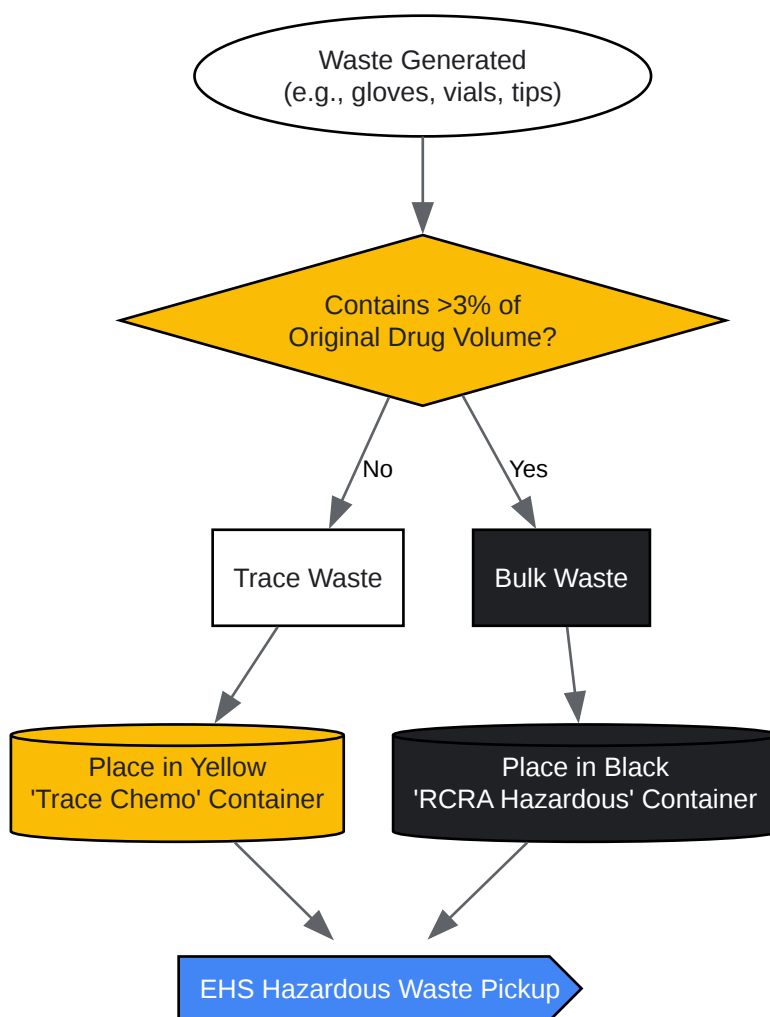 Waste Generated
(e.g., gloves, vials, tips)
Contains >3% of
Original Drug Volume?
No
Yes
Trace Waste
Bulk Waste
Place in Yellow
'Trace Chemo' Container
Place in Black
'RCRA Hazardous' Container
EHS Hazardous Waste Pickup